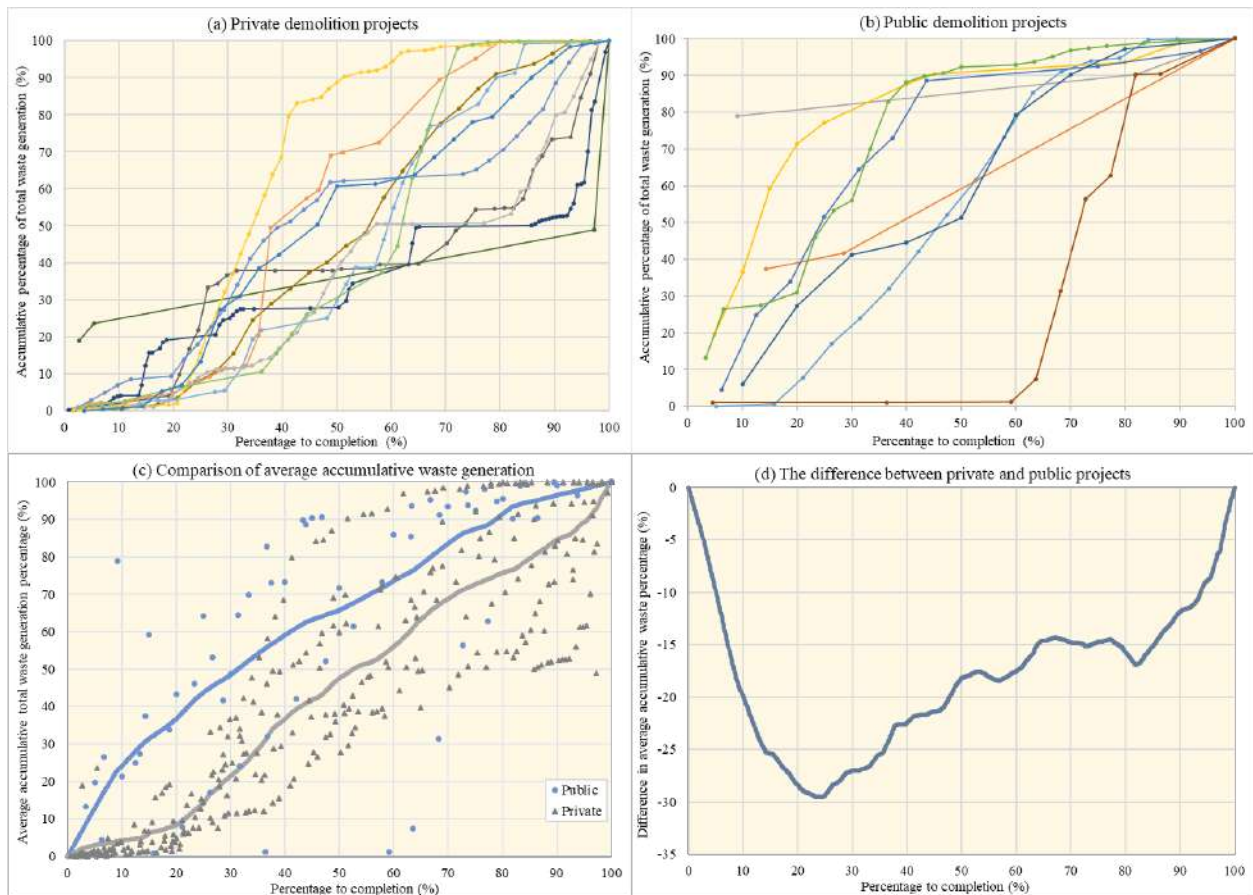 (a) Private demolition projects
Accumulative percentage of total waste generation (%)
100
90
80
70
60
50
40
30
20
10
0
0 10 20 30 40 50 60 70 80 90 100
Percentage to completion (%)
(b) Public demolition projects
Accumulative percentage of total waste generation (%)
100
90
80
70
60
50
40
30
20
10
0
0 10 20 30 40 50 60 70 80 90 100
Percentage to completion (%)
(c) Comparison of average accumulative waste generation
Average accumulative total waste generation percentage (%)
100
90
80
70
60
50
40
30
20
10
0
Public
Private
0 10 20 30 40 50 60 70 80 90 100
Percentage to completion (%)
(d) The difference between private and public projects
Difference in average accumulative waste percentage (%)
0
-5
-10
-15
-20
-25
-30
-35
0 10 20 30 40 50 60 70 80 90 100
Percentage to completion (%)